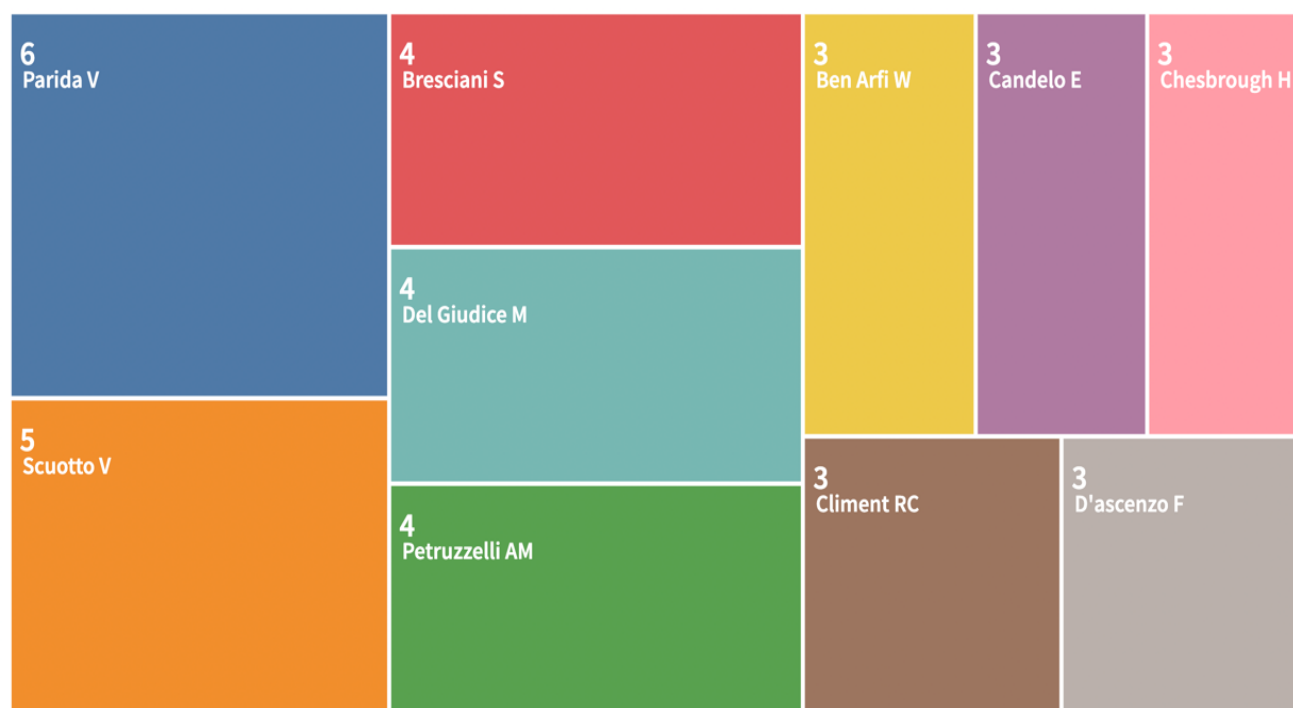 6
Parida V
5
Scuotto V
4
Bresciani S
4
Del Giudice M
4
Petruzzelli AM
3
Ben Arfi W
3
Candelo E
3
Chesbrough H
3
Climent RC
3
D'ascenzo F